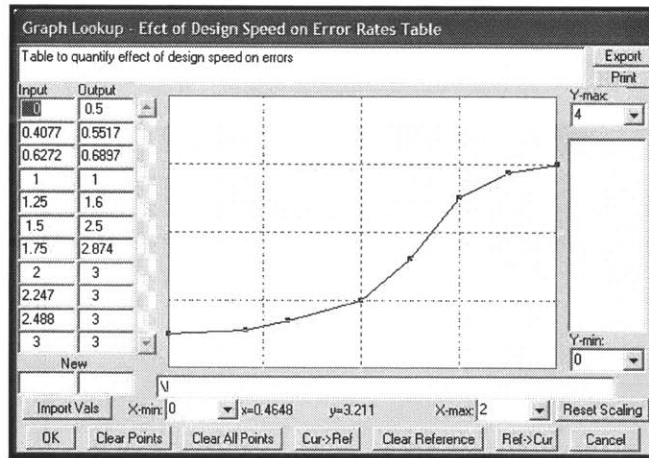 Graph Lookup - Efct of Design Speed on Error Rates Table
Table to quantify effect of design speed on errors
Export
Print
Input Output
0 0.5
0.4077 0.5517
0.6272 0.6897
1 1
1.25 1.6
1.5 2.5
1.75 2.874
2 3
2.247 3
2.488 3
3 3
New
Y-max:
4
Y-min:
0
Import Vals X-min: 0 x=0.4648 y=3.211 X-max: 2 Reset Scaling
OK Clear Points Clear All Points Cur->Ref Clear Reference Ref->Cur Cancel